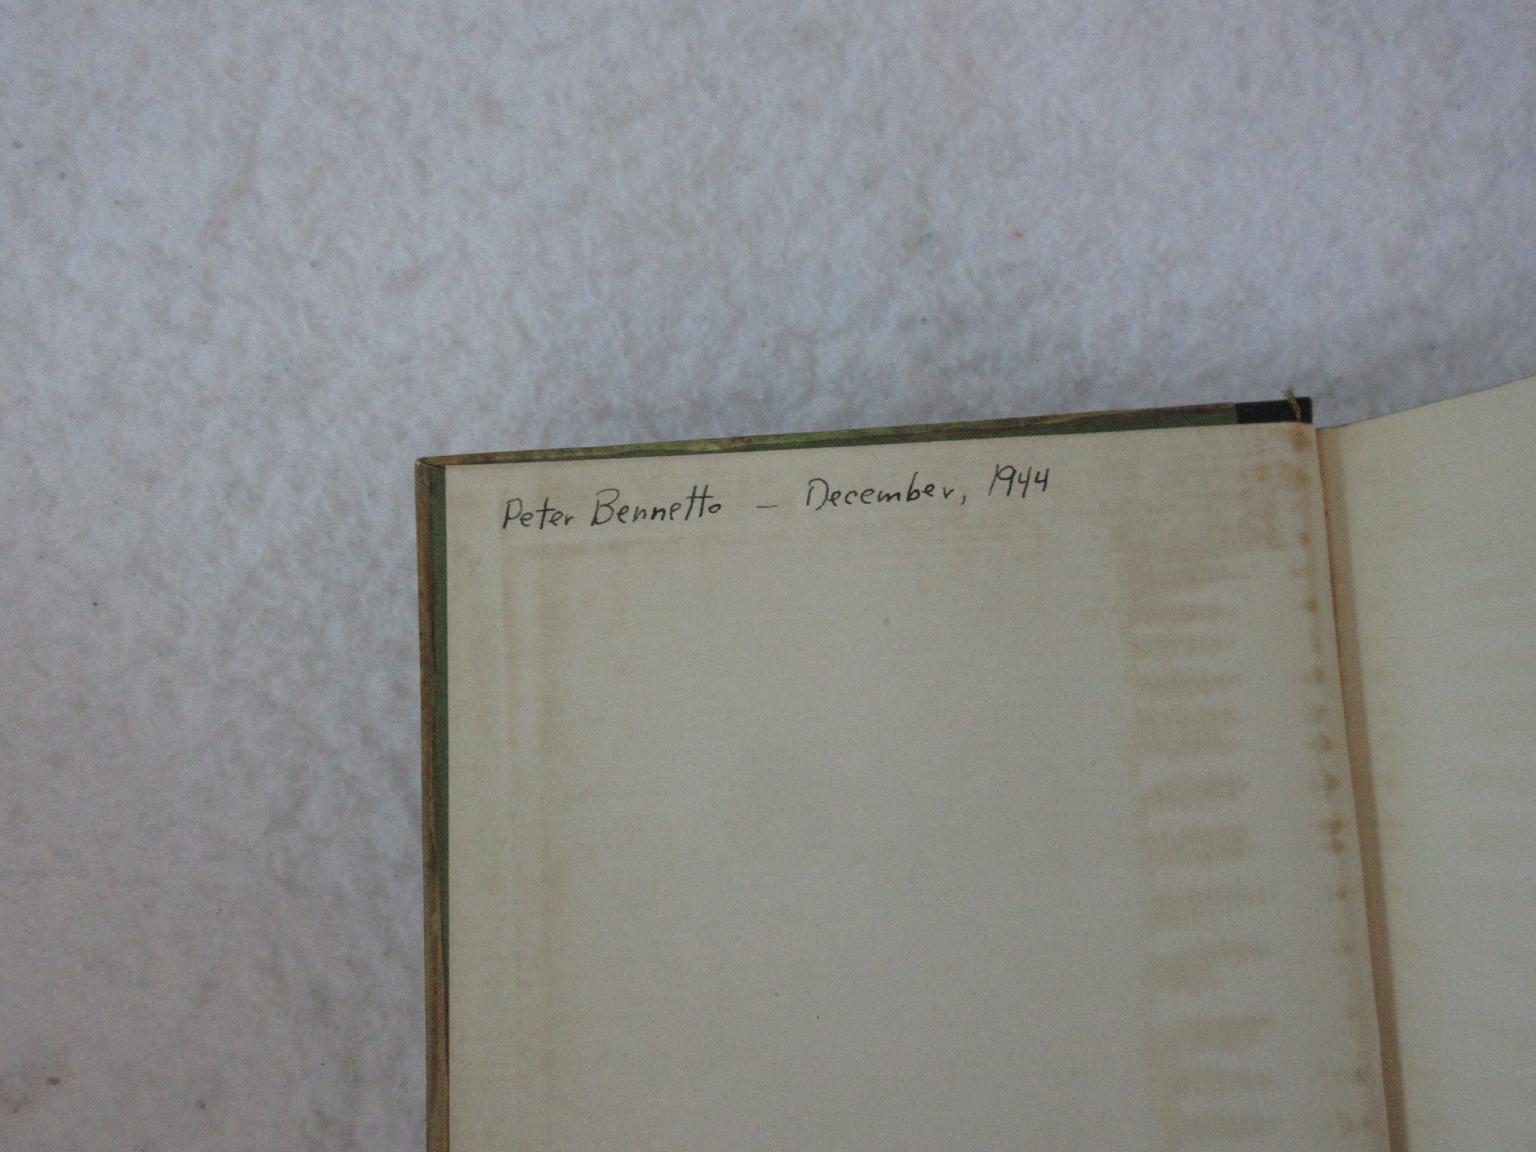 Peter Bennetto – December, 1944